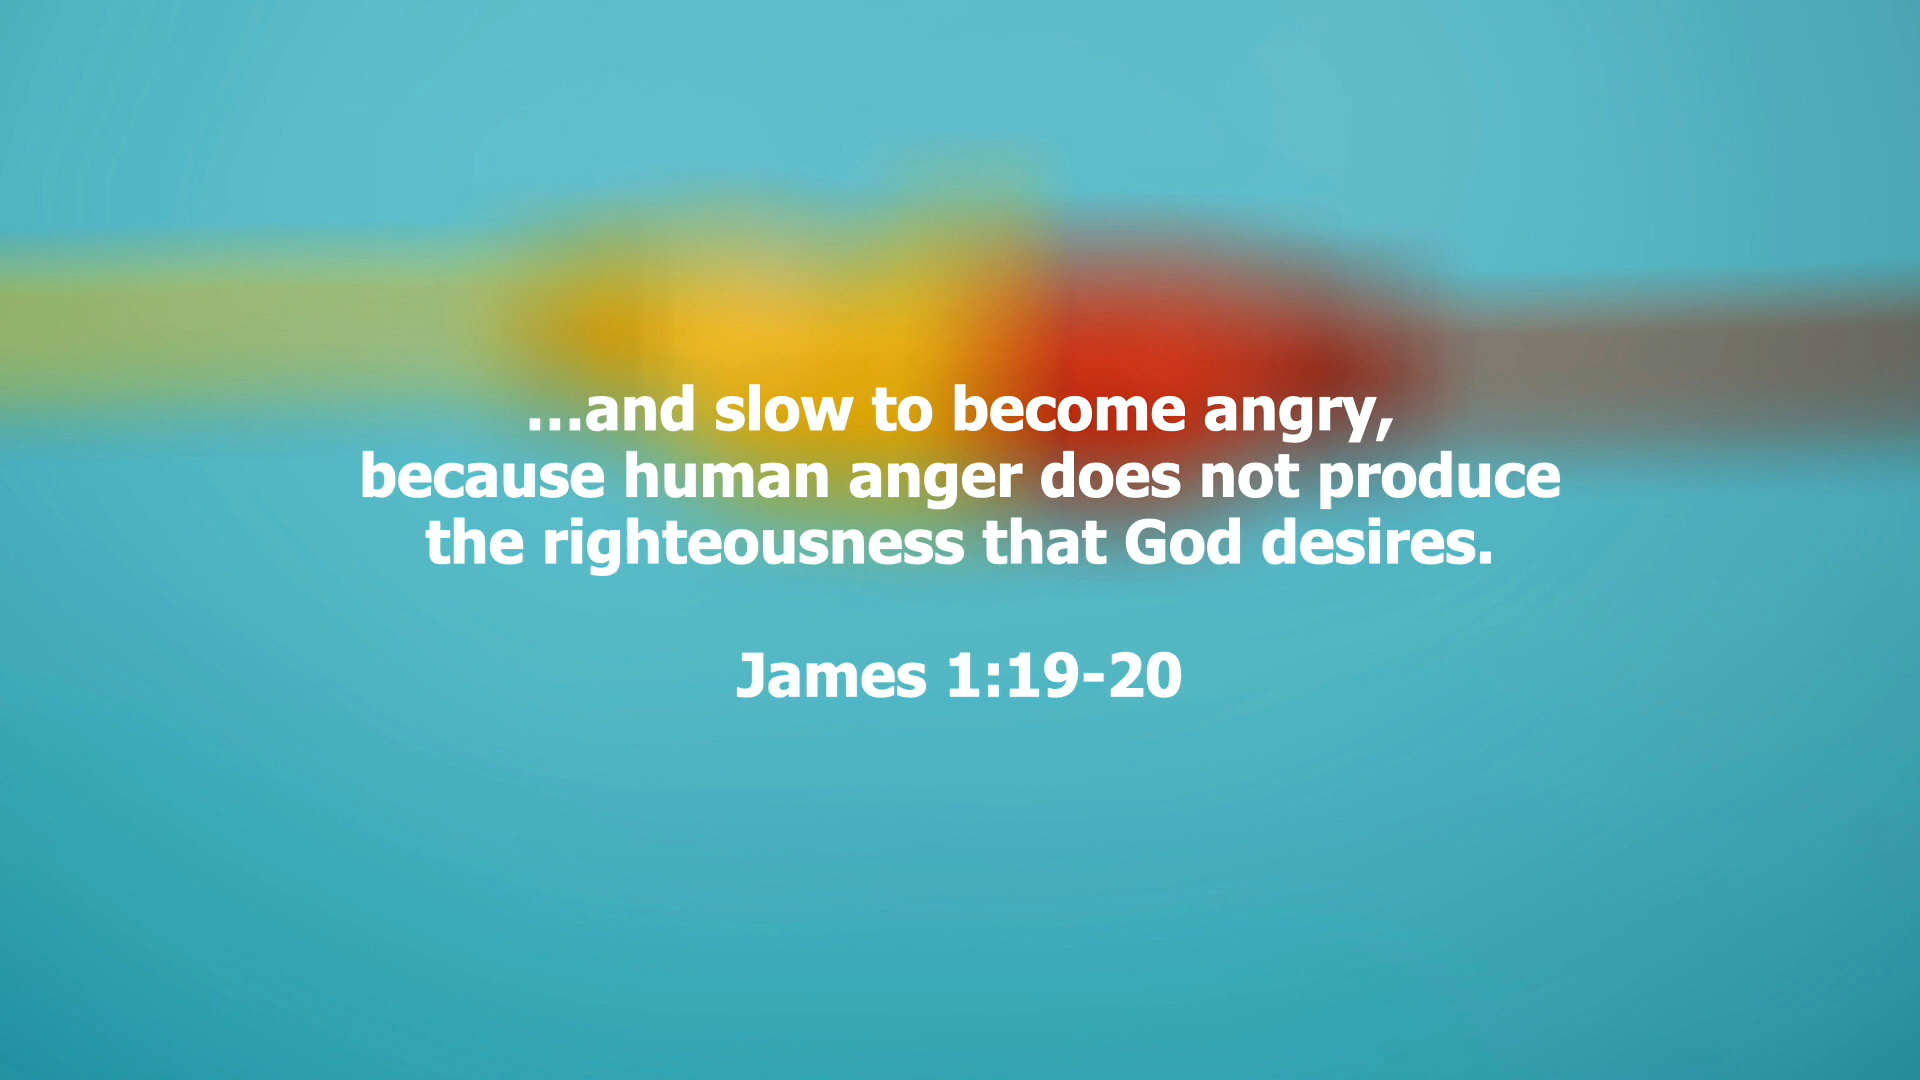 …and slow to become angry,
because human anger does not produce
the righteousness that God desires.
James 1:19-20